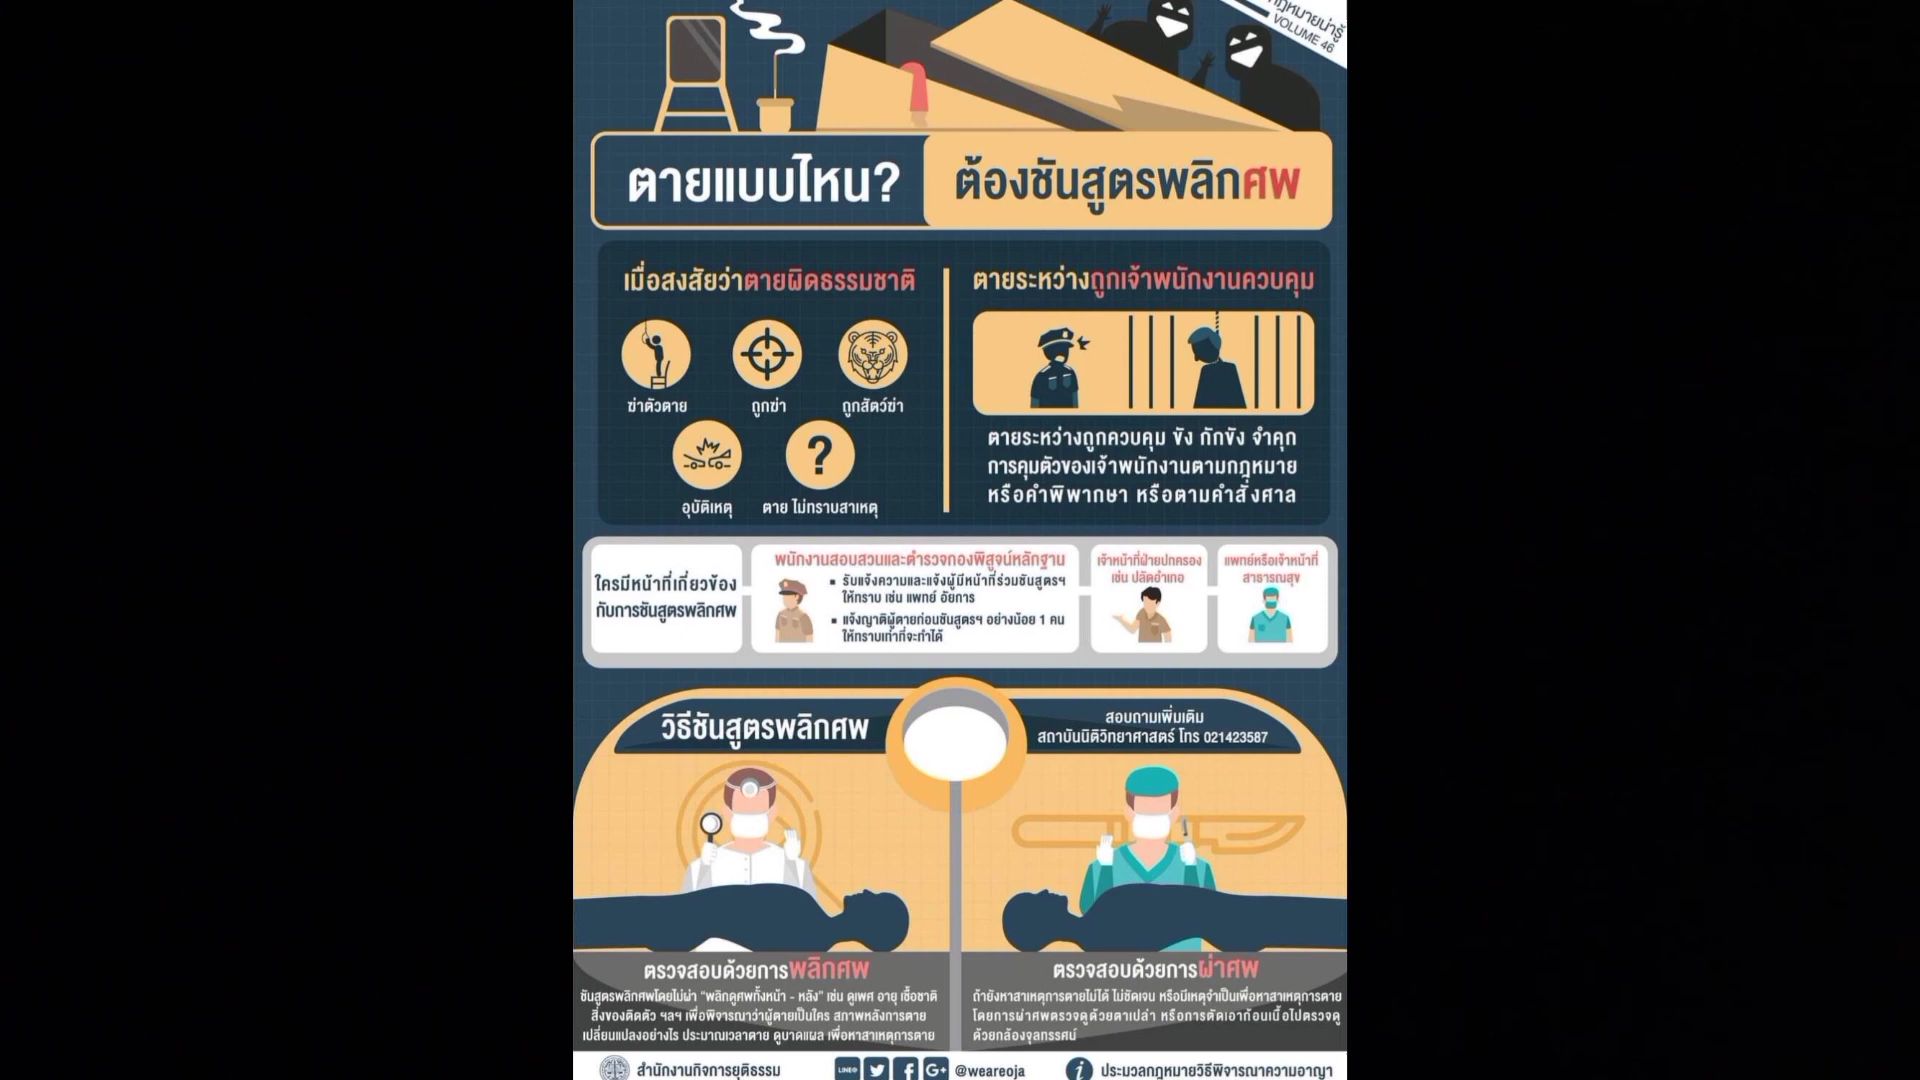 กฎหมายน่ารู้
VOLUME 46
ตายแบบไหน? ต้องชันสูตรพลิกศพ
เมื่อสงสัยว่าตายผิดธรรมชาติ
ฆ่าตัวตาย
ถูกฆ่า
ถูกสัตว์ฆ่า
อุบัติเหตุ
ตาย ไม่ทราบสาเหตุ
ตายระหว่างถูกเจ้าพนักงานควบคุม
ตายระหว่างถูกควบคุม ขัง กักขัง จำคุก
การคุมตัวของเจ้าพนักงานตามกฎหมาย
หรือคำพิพากษา หรือตามคำสั่งศาล
ใครมีหน้าที่เกี่ยวข้อง
กับการชันสูตรพลิกศพ
พนักงานสอบสวนและตำรวจกองพิสูจน์หลักฐาน
▪ รับแจ้งความและแจ้งผู้มีหน้าที่ร่วมชันสูตรฯ
ให้ทราบ เช่น แพทย์ อัยการ
▪ แจ้งญาติผู้ตายก่อนชันสูตรฯ อย่างน้อย 1 คน
ให้ทราบเท่าที่จะทำได้
เจ้าหน้าที่ฝ่ายปกครอง
เช่น ปลัดอำเภอ
แพทย์หรือเจ้าหน้าที่
สาธารณสุข
วิธีชันสูตรพลิกศพ
สอบถามเพิ่มเติม
สถาบันนิติวิทยาศาสตร์ โทร 021423587
ตรวจสอบด้วยการพลิกศพ
ชันสูตรพลิกศพโดยไม่ผ่า “พลิกดูศพทั้งหน้า - หลัง” เช่น ดูเพศ อายุ เชื้อชาติ
สิ่งของติดตัว ฯลฯ เพื่อพิจารณาว่าผู้ตายเป็นใคร สภาพหลังการตาย
เปลี่ยนแปลงอย่างไร ประมาณเวลาตาย ดูบาดแผล เพื่อหาสาเหตุการตาย
ตรวจสอบด้วยการผ่าศพ
ถ้ายังหาสาเหตุการตายไม่ได้ ไม่ชัดเจน หรือมีเหตุจำเป็นเพื่อหาสาเหตุการตาย
โดยการผ่าศพตรวจดูด้วยตาเปล่า หรือการตัดเอาก้อนเนื้อไปตรวจดู
ด้วยกล้องจุลทรรศน์
สำนักงานกิจการยุติธรรม
LINE@ @weareoja
ประมวลกฎหมายวิธีพิจารณาความอาญา